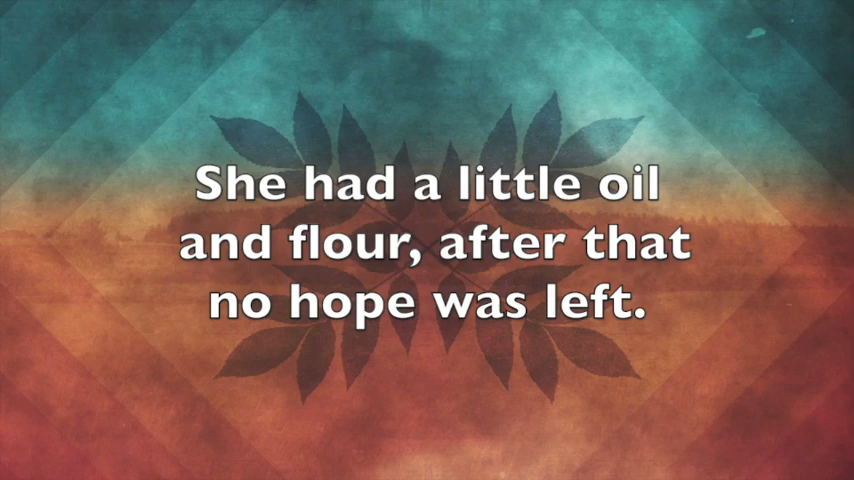 She had a little oil
and flour, after that
no hope was left.